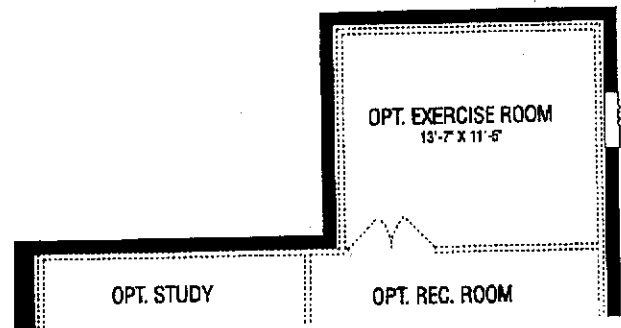 OPT. EXERCISE ROOM
13'-7" X 11'-6"
OPT. STUDY
OPT. REC. ROOM